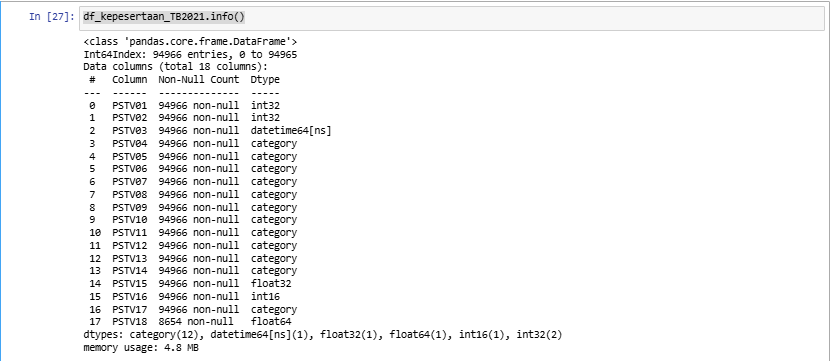 In [27]: df_kepesertaan_TB2021.info()
<class 'pandas.core.frame.DataFrame'>
Int64Index: 94966 entries, 0 to 94965
Data columns (total 18 columns):
 #   Column  Non-Null Count  Dtype
---  ------  --------------  -----
 0   PSTV01  94966 non-null  int32
 1   PSTV02  94966 non-null  int32
 2   PSTV03  94966 non-null  datetime64[ns]
 3   PSTV04  94966 non-null  category
 4   PSTV05  94966 non-null  category
 5   PSTV06  94966 non-null  category
 6   PSTV07  94966 non-null  category
 7   PSTV08  94966 non-null  category
 8   PSTV09  94966 non-null  category
 9   PSTV10  94966 non-null  category
 10  PSTV11  94966 non-null  category
 11  PSTV12  94966 non-null  category
 12  PSTV13  94966 non-null  category
 13  PSTV14  94966 non-null  category
 14  PSTV15  94966 non-null  float32
 15  PSTV16  94966 non-null  int16
 16  PSTV17  94966 non-null  category
 17  PSTV18  8654 non-null   float64
dtypes: category(12), datetime64[ns](1), float32(1), float64(1), int16(1), int32(2)
memory usage: 4.8 MB